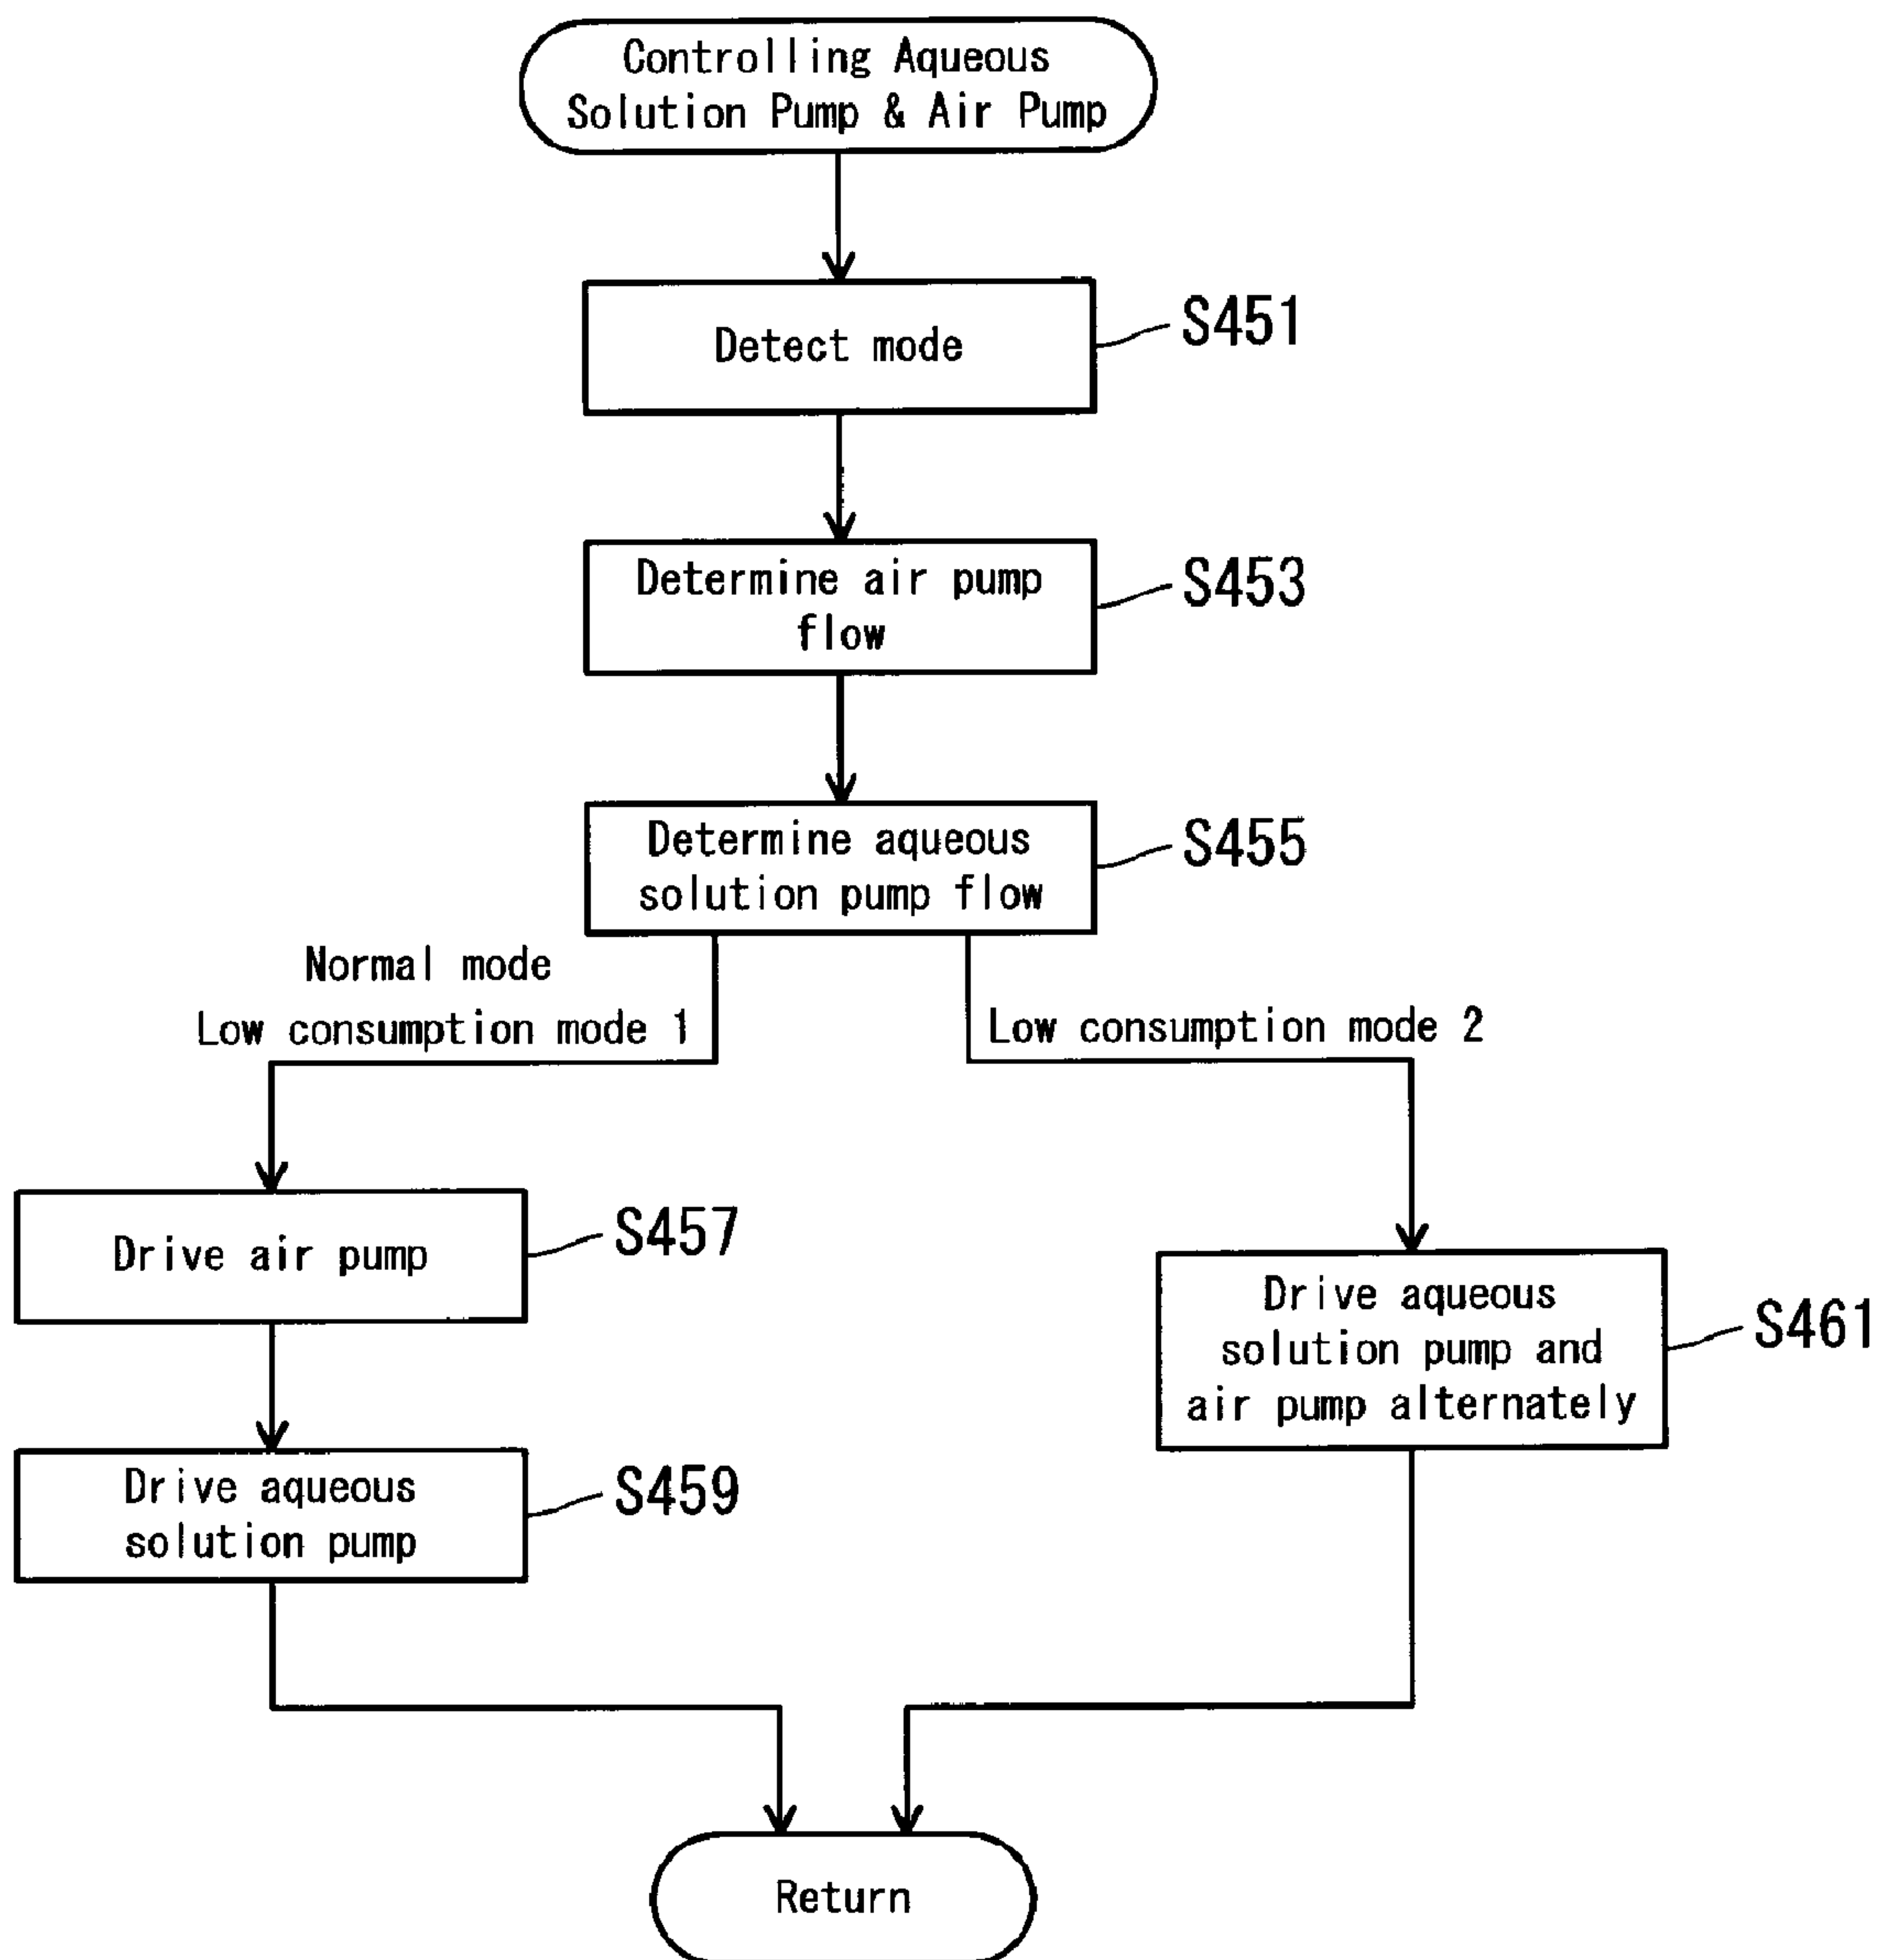 Controlling Aqueous
Solution Pump & Air Pump
Detect mode
S451
Determine air pump
flow
S453
Determine aqueous
solution pump flow
S455
Normal mode
Low consumption mode 1
Low consumption mode 2
Drive air pump
S457
Drive aqueous
solution pump and
air pump alternately
S461
Drive aqueous
solution pump
S459
Return